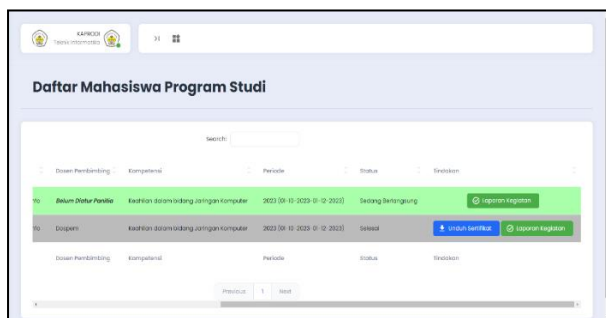 KAPRODI
Teknik Informatika
Daftar Mahasiswa Program Studi
Search:
Dosen Pembimbing Kompetensi Periode Status Tindakan
Belum Diatur Panitia Keahlian dalam bidang Jaringan Komputer 2023 (01-10-2023-01-12-2023) Sedang Berlangsung Laporan Kegiatan
Dospem Keahlian dalam bidang Jaringan Komputer 2023 (01-10-2023-01-12-2023) Selesai Unduh Sertifikat Laporan Kegiatan
Dosen Pembimbing Kompetensi Periode Status Tindakan
Previous 1 Next